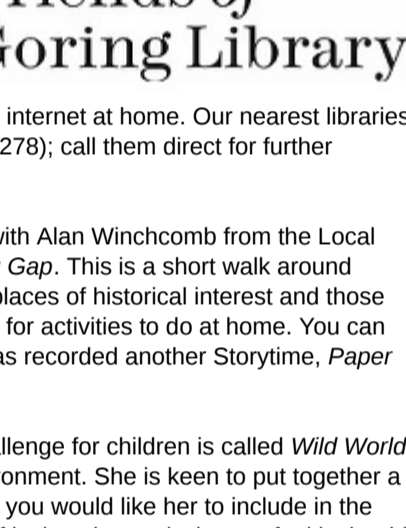 Goring Library
internet at home. Our nearest libraries
278); call them direct for further
with Alan Winchcomb from the Local
Gap. This is a short walk around
places of historical interest and those
for activities to do at home. You can
as recorded another Storytime, Paper
allenge for children is called Wild World
onment. She is keen to put together a
you would like her to include in the